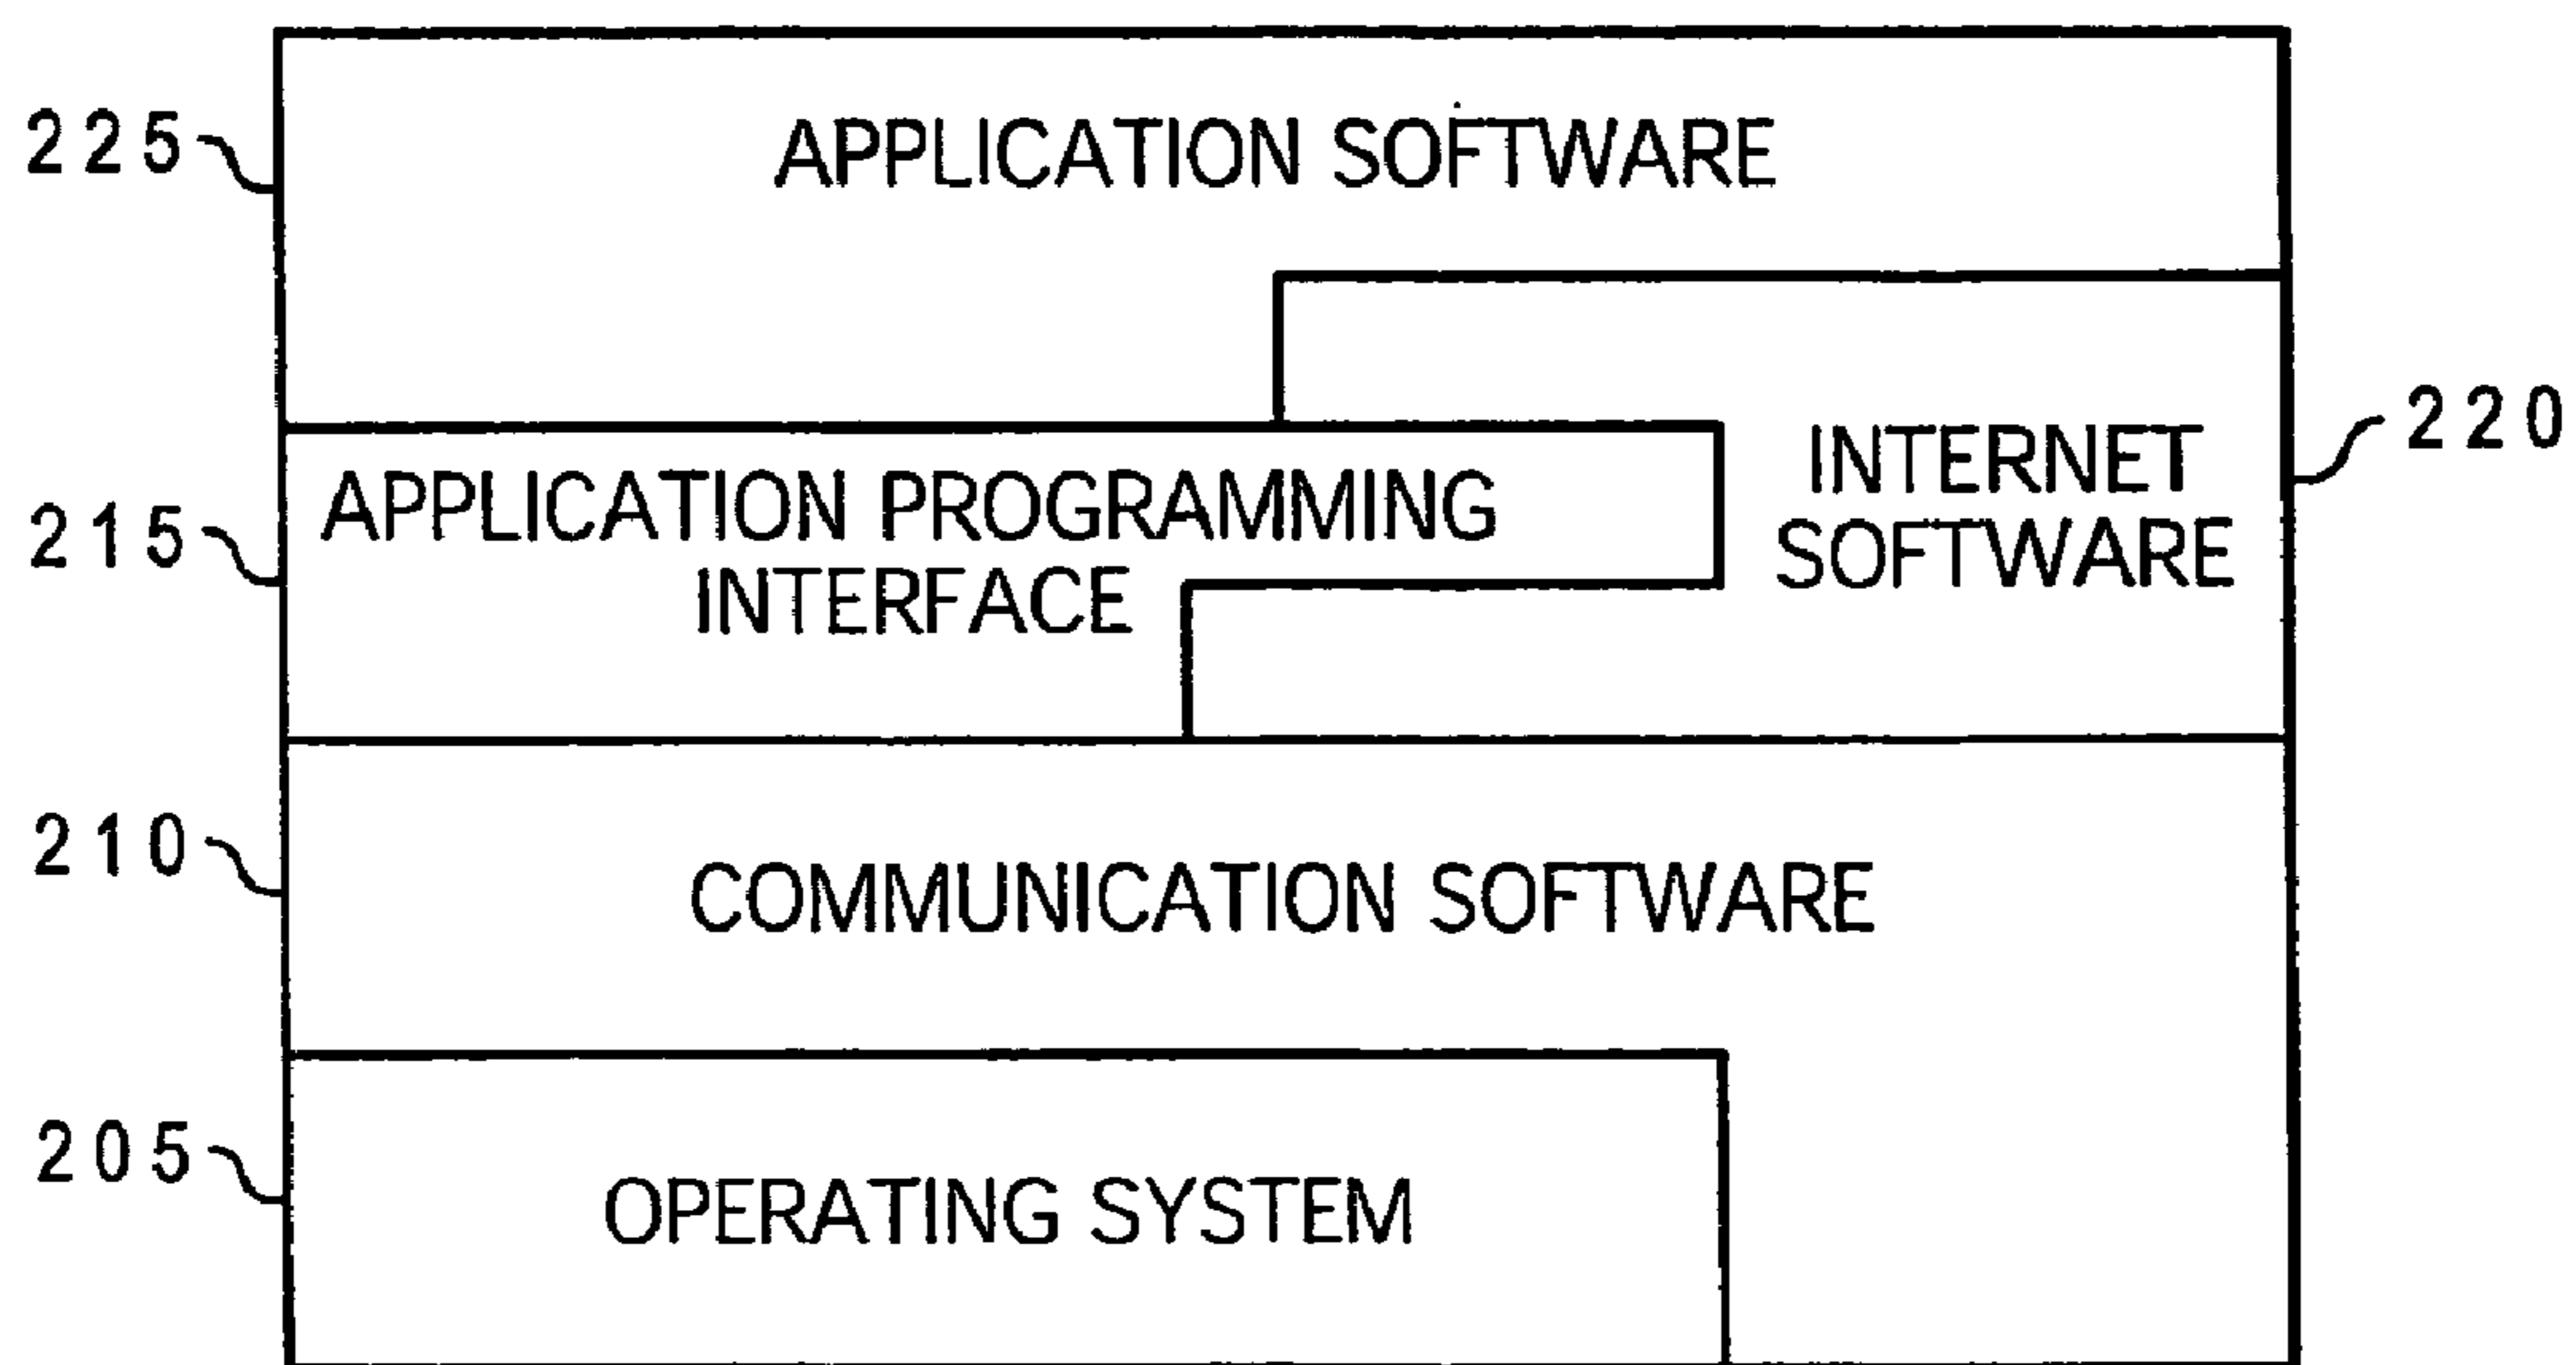 225
APPLICATION SOFTWARE
220
INTERNET
SOFTWARE
215
APPLICATION PROGRAMMING
INTERFACE
210
COMMUNICATION SOFTWARE
205
OPERATING SYSTEM